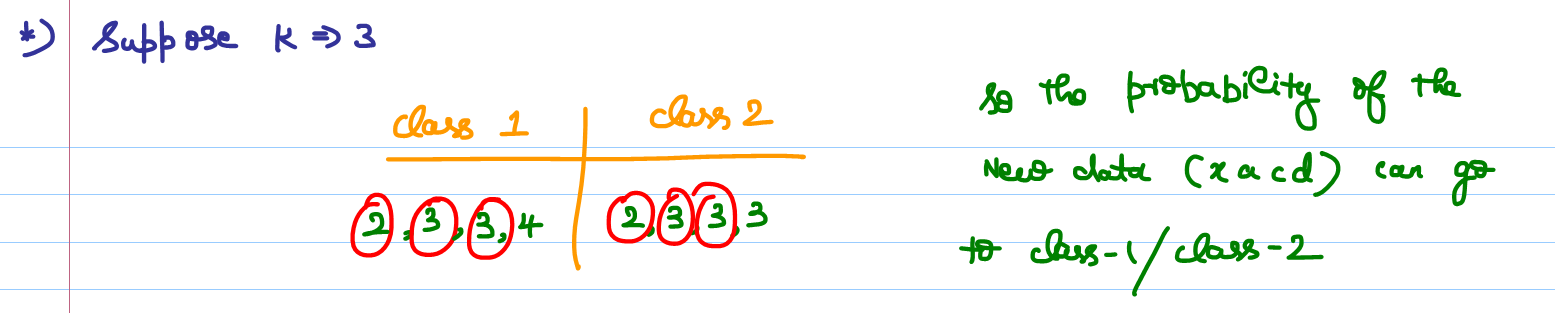 *) Suppose K ⇒ 3
class 1 class 2
2, 3, 3, 4 2, 3, 3, 3
So the probability of the
New data (x a c d) can go
to class-1/class-2